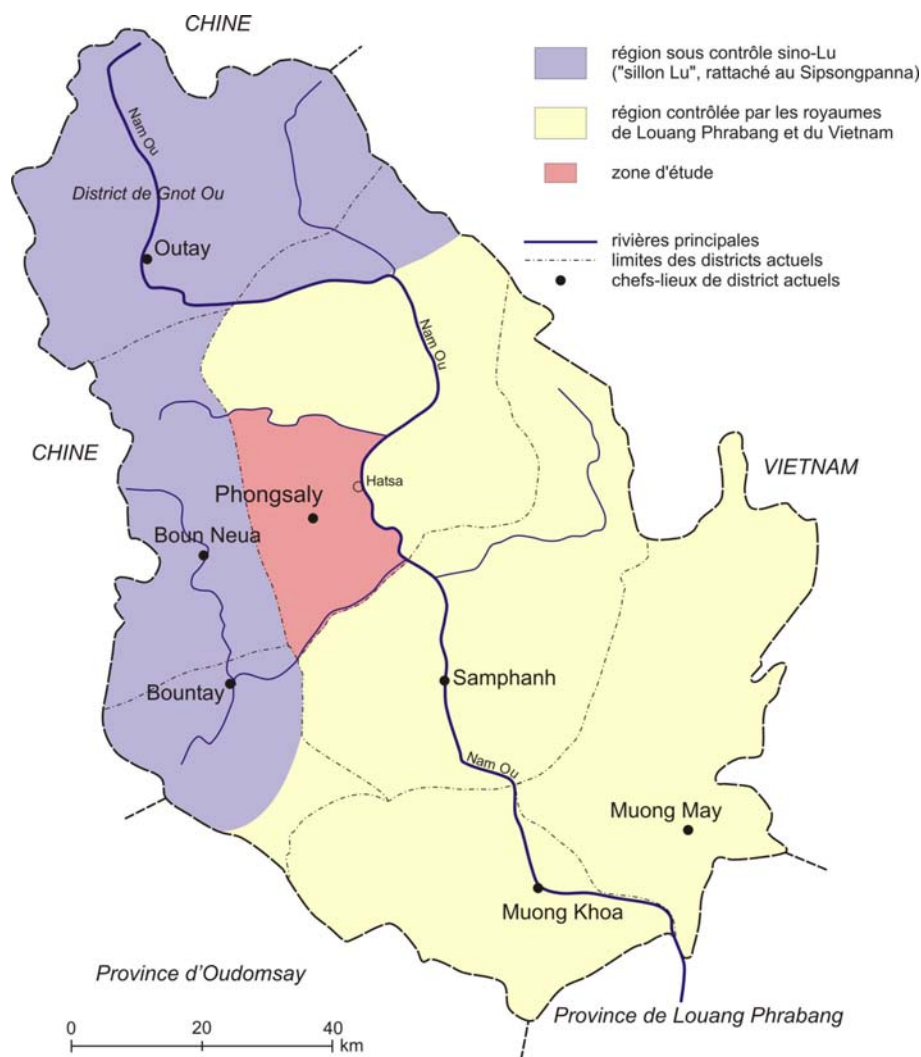 CHINE
région sous contrôle sino-Lu
("sillon Lu", rattaché au Sipsongpanna)
région contrôlée par les royaumes
de Louang Phrabang et du Vietnam
zone d'étude
rivières principales
limites des districts actuels
chefs-lieux de district actuels
Nam Ou
District de Gnot Ou
Outay
Nam Ou
CHINE
VIETNAM
Hatsa
Phongsaly
Boun Neua
Bountay
Samphanh
Nam Ou
Muong May
Muong Khoa
Province d'Oudomsay
Province de Louang Phrabang
0 20 40
km